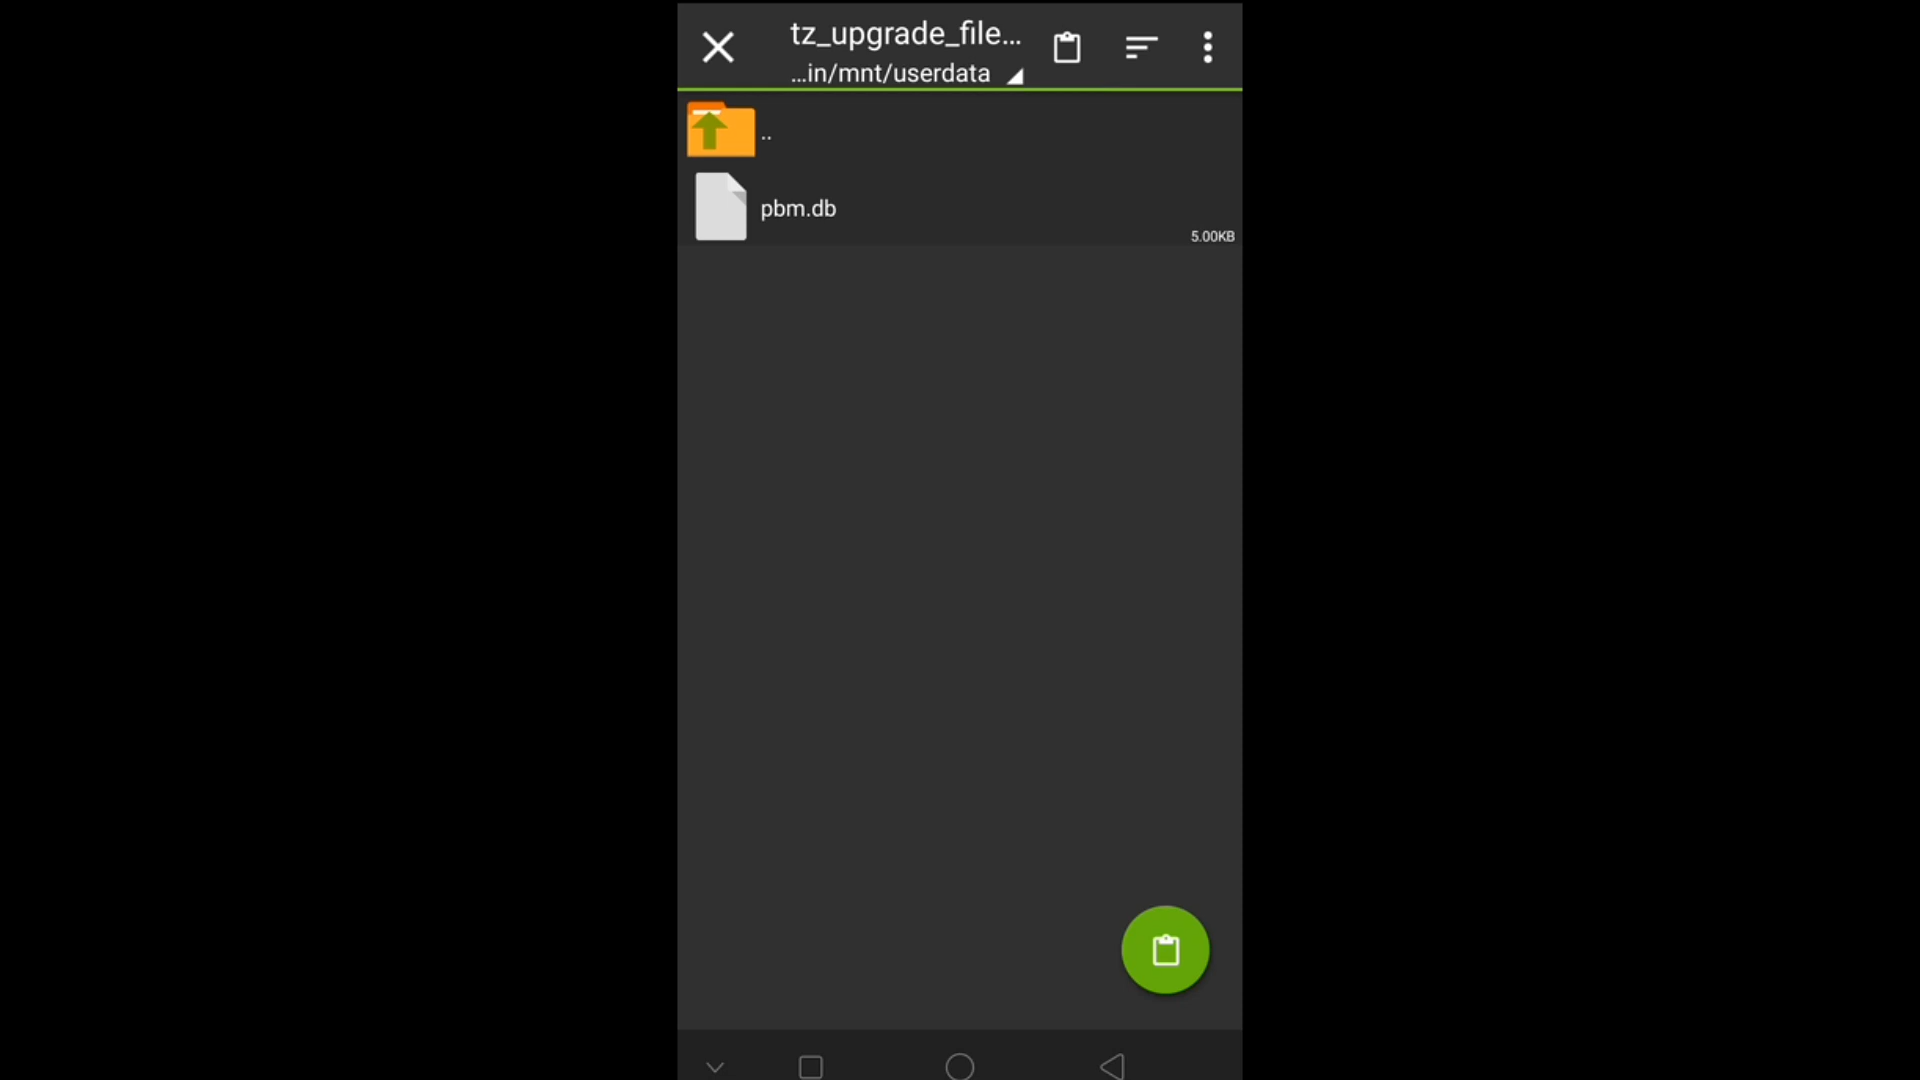 tz_upgrade_file...
...in/mnt/userdata
..
pbm.db
5.00KB